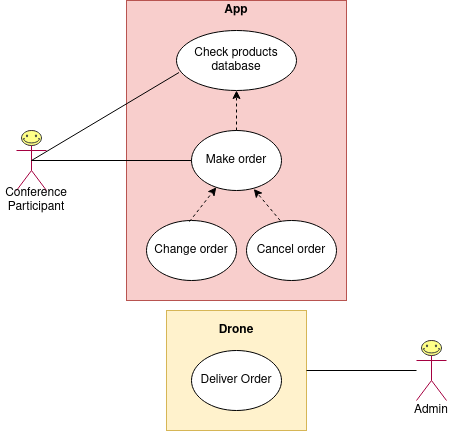 App
Check products
database
Make order
Conference
Participant
Change order
Cancel order
Drone
Deliver Order
Admin